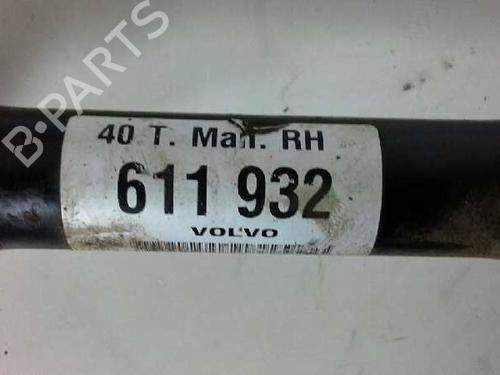 B-PARTS
40 T. Man. RH
611 932
VOLVO